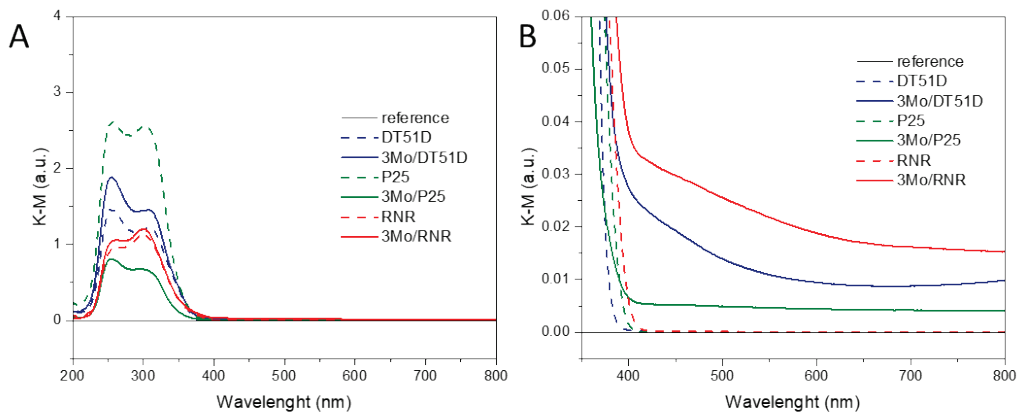 A
4
3
2
1
0
K-M (a.u.)
200
300
400
500
600
700
800
Wavelenght (nm)
reference
DT51D
3Mo/DT51D
P25
3Mo/P25
RNR
3Mo/RNR
B
0.06
0.05
0.04
0.03
0.02
0.01
0.00
K-M (a.u.)
400
500
600
700
800
Wavelenght (nm)
reference
DT51D
3Mo/DT51D
P25
3Mo/P25
RNR
3Mo/RNR